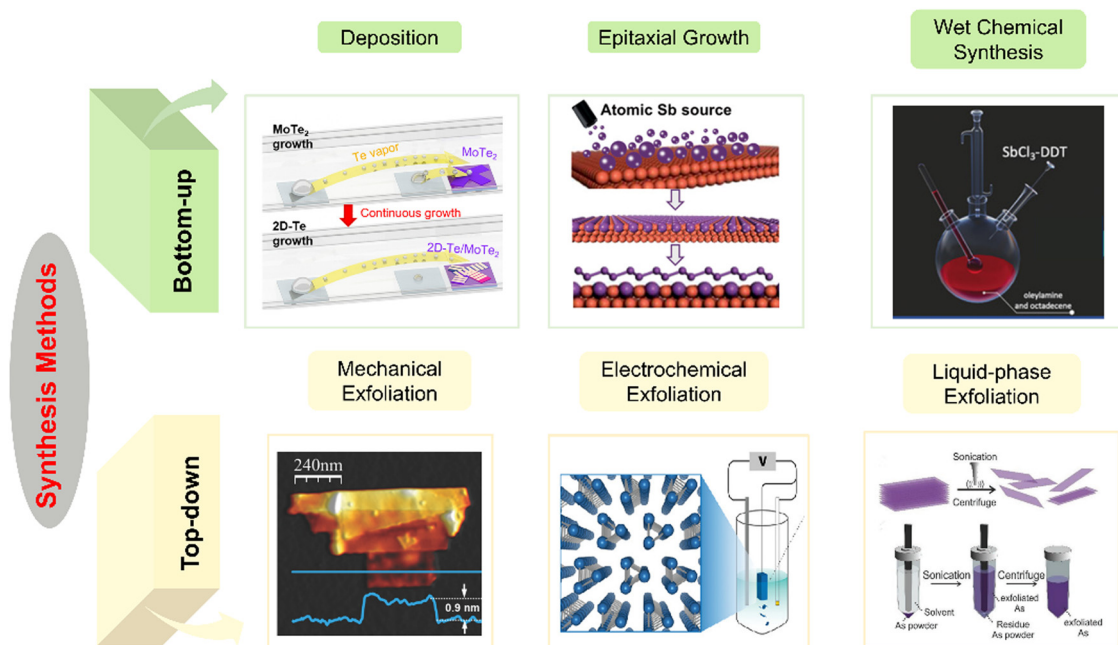 Synthesis Methods
Bottom-up
Deposition
MoTe₂
growth
Te vapor
MoTe₂
Continuous growth
2D-Te
growth
2D-Te/MoTe₂
Epitaxial Growth
Atomic Sb source
Wet Chemical
Synthesis
SbCl₃-DDT
oleylamine
and octadecene
Top-down
Mechanical
Exfoliation
240nm
0.9 nm
Electrochemical
Exfoliation
V
Liquid-phase
Exfoliation
Sonication
Centrifuge
Sonication
Centrifuge
Solvent
As powder
exfoliated
As
Residue
As powder
exfoliated
As